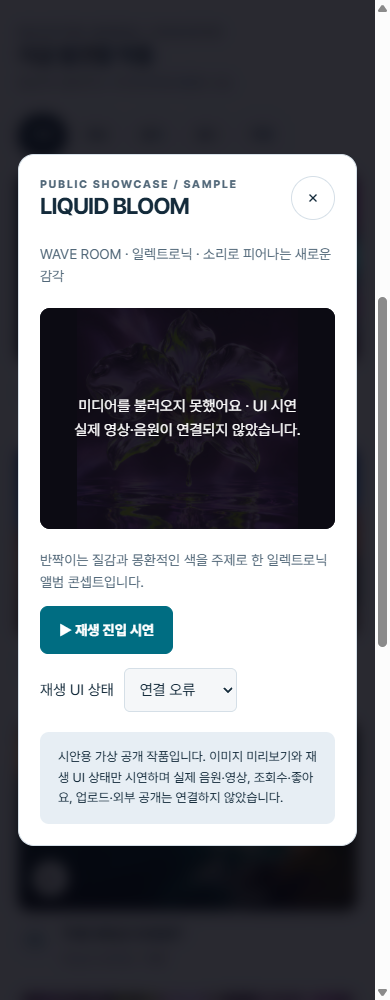 PUBLIC SHOWCASE / SAMPLE
LIQUID BLOOM
×
WAVE ROOM · 일렉트로닉 · 소리로 피어나는 새로운
감각
미디어를 불러오지 못했어요 · UI 시연
실제 영상·음원이 연결되지 않았습니다.
반짝이는 질감과 몽환적인 색을 주제로 한 일렉트로닉
앨범 콘셉트입니다.
▶ 재생 진입 시연
재생 UI 상태 연결 오류
시안용 가상 공개 작품입니다. 이미지 미리보기와 재
생 UI 상태만 시연하며 실제 음원·영상, 조회수·좋아
요, 업로드·외부 공개는 연결하지 않았습니다.